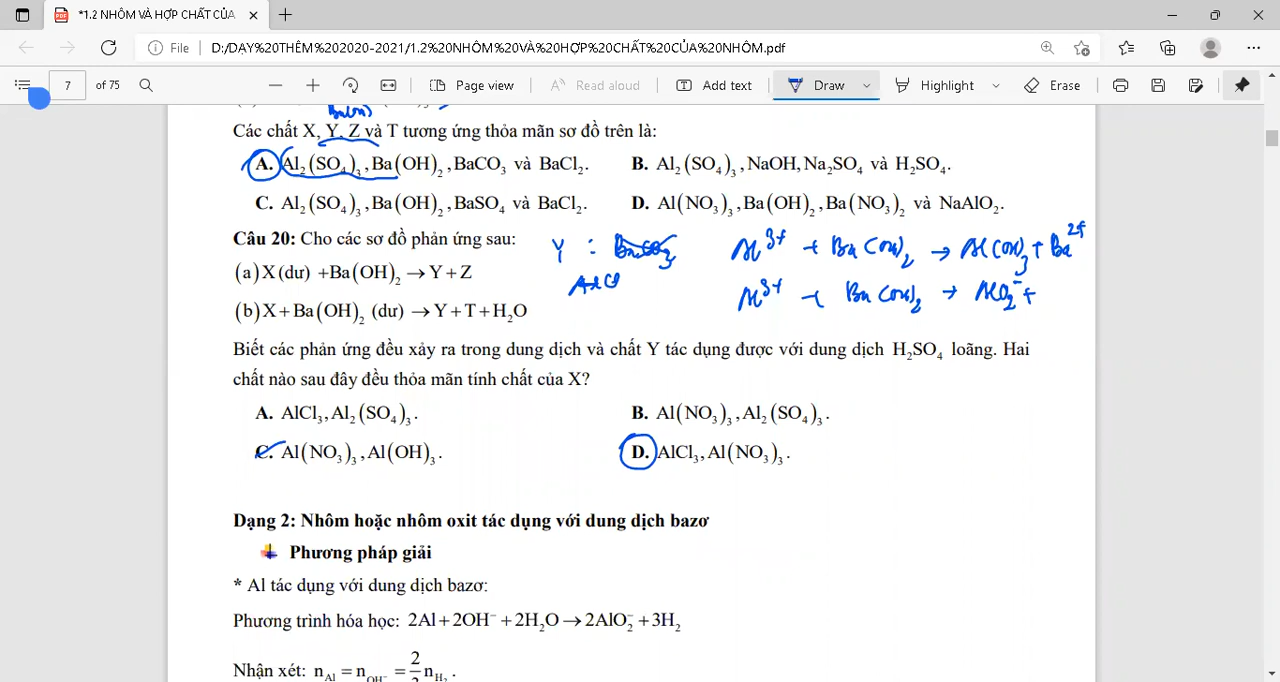 *1.2 NHÔM VÀ HỢP CHẤT CỦA
File D:/DẠY%20THÊM%202020-2021/1.2%20NHÔM%20VÀ%20HỢP%20CHẤT%20CỦA%20NHÔM.pdf
7 of 75 Page view Read aloud Add text Draw Highlight Erase
Các chất X, Y, Z và T tương ứng thỏa mãn sơ đồ trên là:
A. Al₂(SO₄)₃, Ba(OH)₂, BaCO₃ và BaCl₂. B. Al₂(SO₄)₃, NaOH, Na₂SO₄ và H₂SO₄.
C. Al₂(SO₄)₃, Ba(OH)₂, BaSO₄ và BaCl₂. D. Al(NO₃)₃, Ba(OH)₂, Ba(NO₃)₂ và NaAlO₂.
Câu 20: Cho các sơ đồ phản ứng sau: Y : Al³⁺ + Ba(OH)₂ → Al(OH)₃ + Ba²⁺
(a) X (dư) + Ba(OH)₂ → Y + Z
Al³⁺ + Ba(OH)₂ → AlO₂⁻ +
(b) X + Ba(OH)₂ (dư) → Y + T + H₂O
Biết các phản ứng đều xảy ra trong dung dịch và chất Y tác dụng được với dung dịch H₂SO₄ loãng. Hai
chất nào sau đây đều thỏa mãn tính chất của X?
A. AlCl₃, Al₂(SO₄)₃. B. Al(NO₃)₃, Al₂(SO₄)₃.
C. Al(NO₃)₃, Al(OH)₃. D. AlCl₃, Al(NO₃)₃.
Dạng 2: Nhôm hoặc nhôm oxit tác dụng với dung dịch bazơ
Phương pháp giải
* Al tác dụng với dung dịch bazơ:
Phương trình hóa học: 2Al + 2OH⁻ + 2H₂O → 2AlO₂⁻ + 3H₂
Nhận xét: n_Al = n_OH⁻ = 2/3 n_H₂.